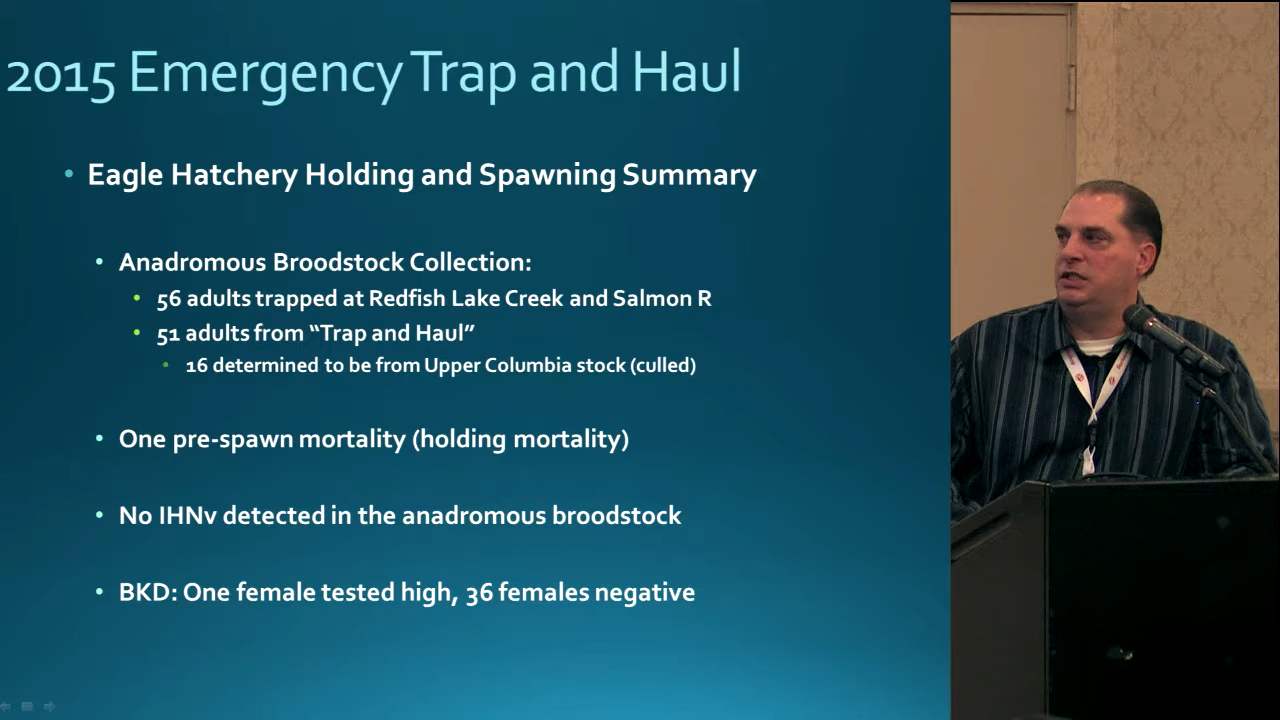 2015 Emergency Trap and Haul
• Eagle Hatchery Holding and Spawning Summary
• Anadromous Broodstock Collection:
• 56 adults trapped at Redfish Lake Creek and Salmon R
• 51 adults from “Trap and Haul”
• 16 determined to be from Upper Columbia stock (culled)
• One pre-spawn mortality (holding mortality)
• No IHNv detected in the anadromous broodstock
• BKD: One female tested high, 36 females negative